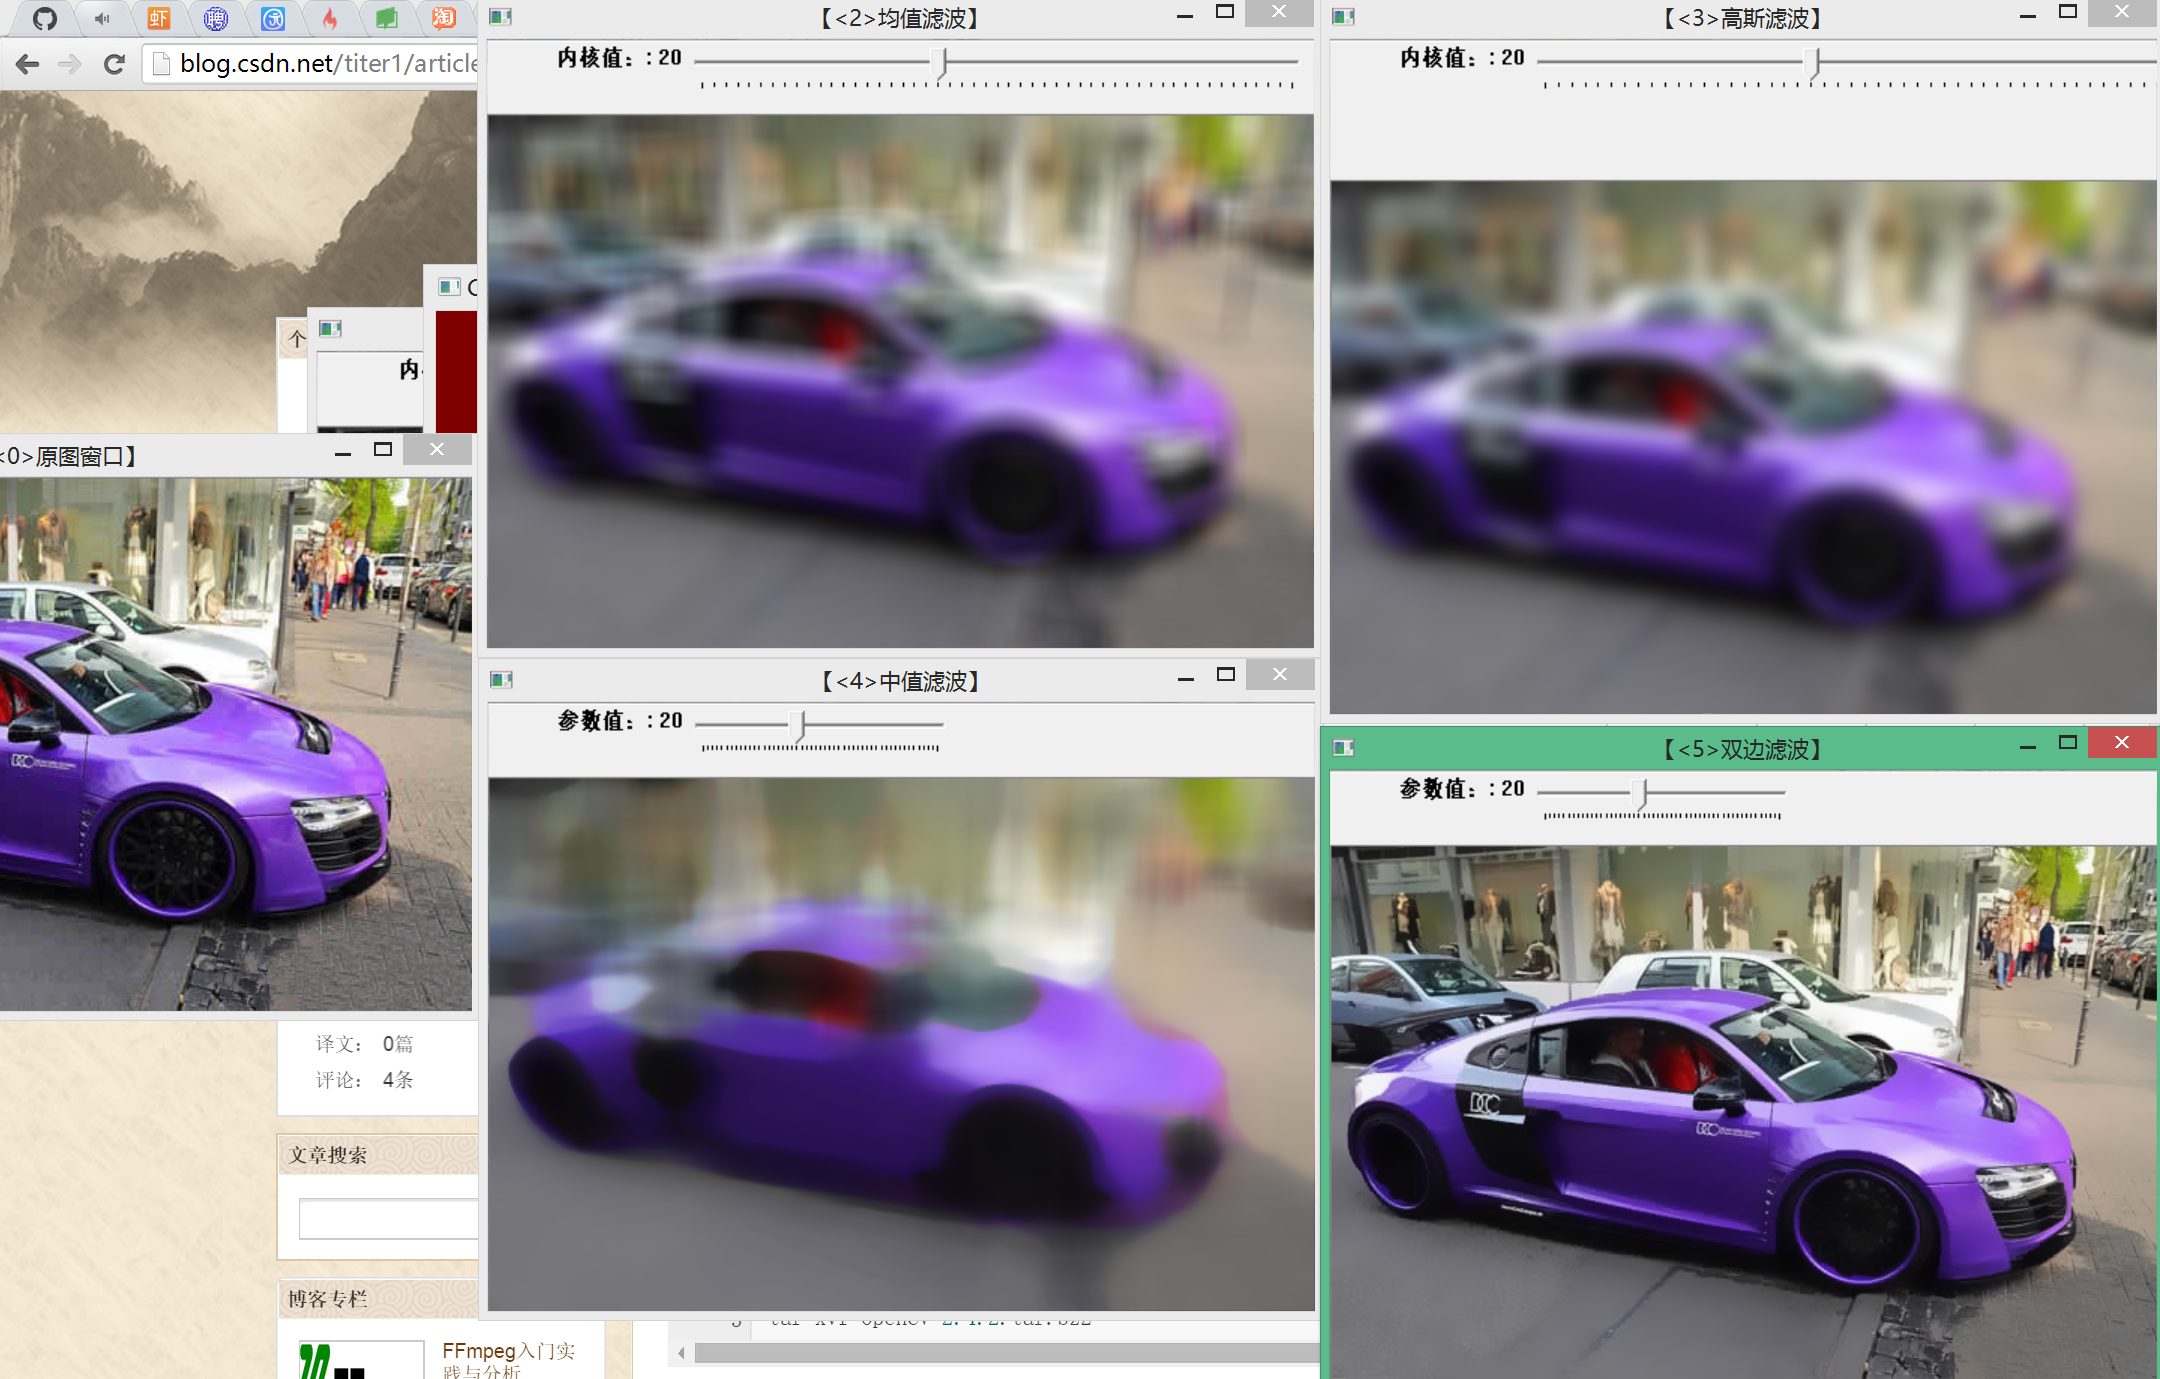 blog.csdn.net/titer1/article
【<2>均值滤波】
内核值：: 20
【<3>高斯滤波】
内核值：: 20
个
内
<0>原图窗口】
【<4>中值滤波】
参数值：: 20
【<5>双边滤波】
参数值：: 20
译文： 0篇
评论： 4条
文章搜索
博客专栏
FFmpeg入门实
践与分析